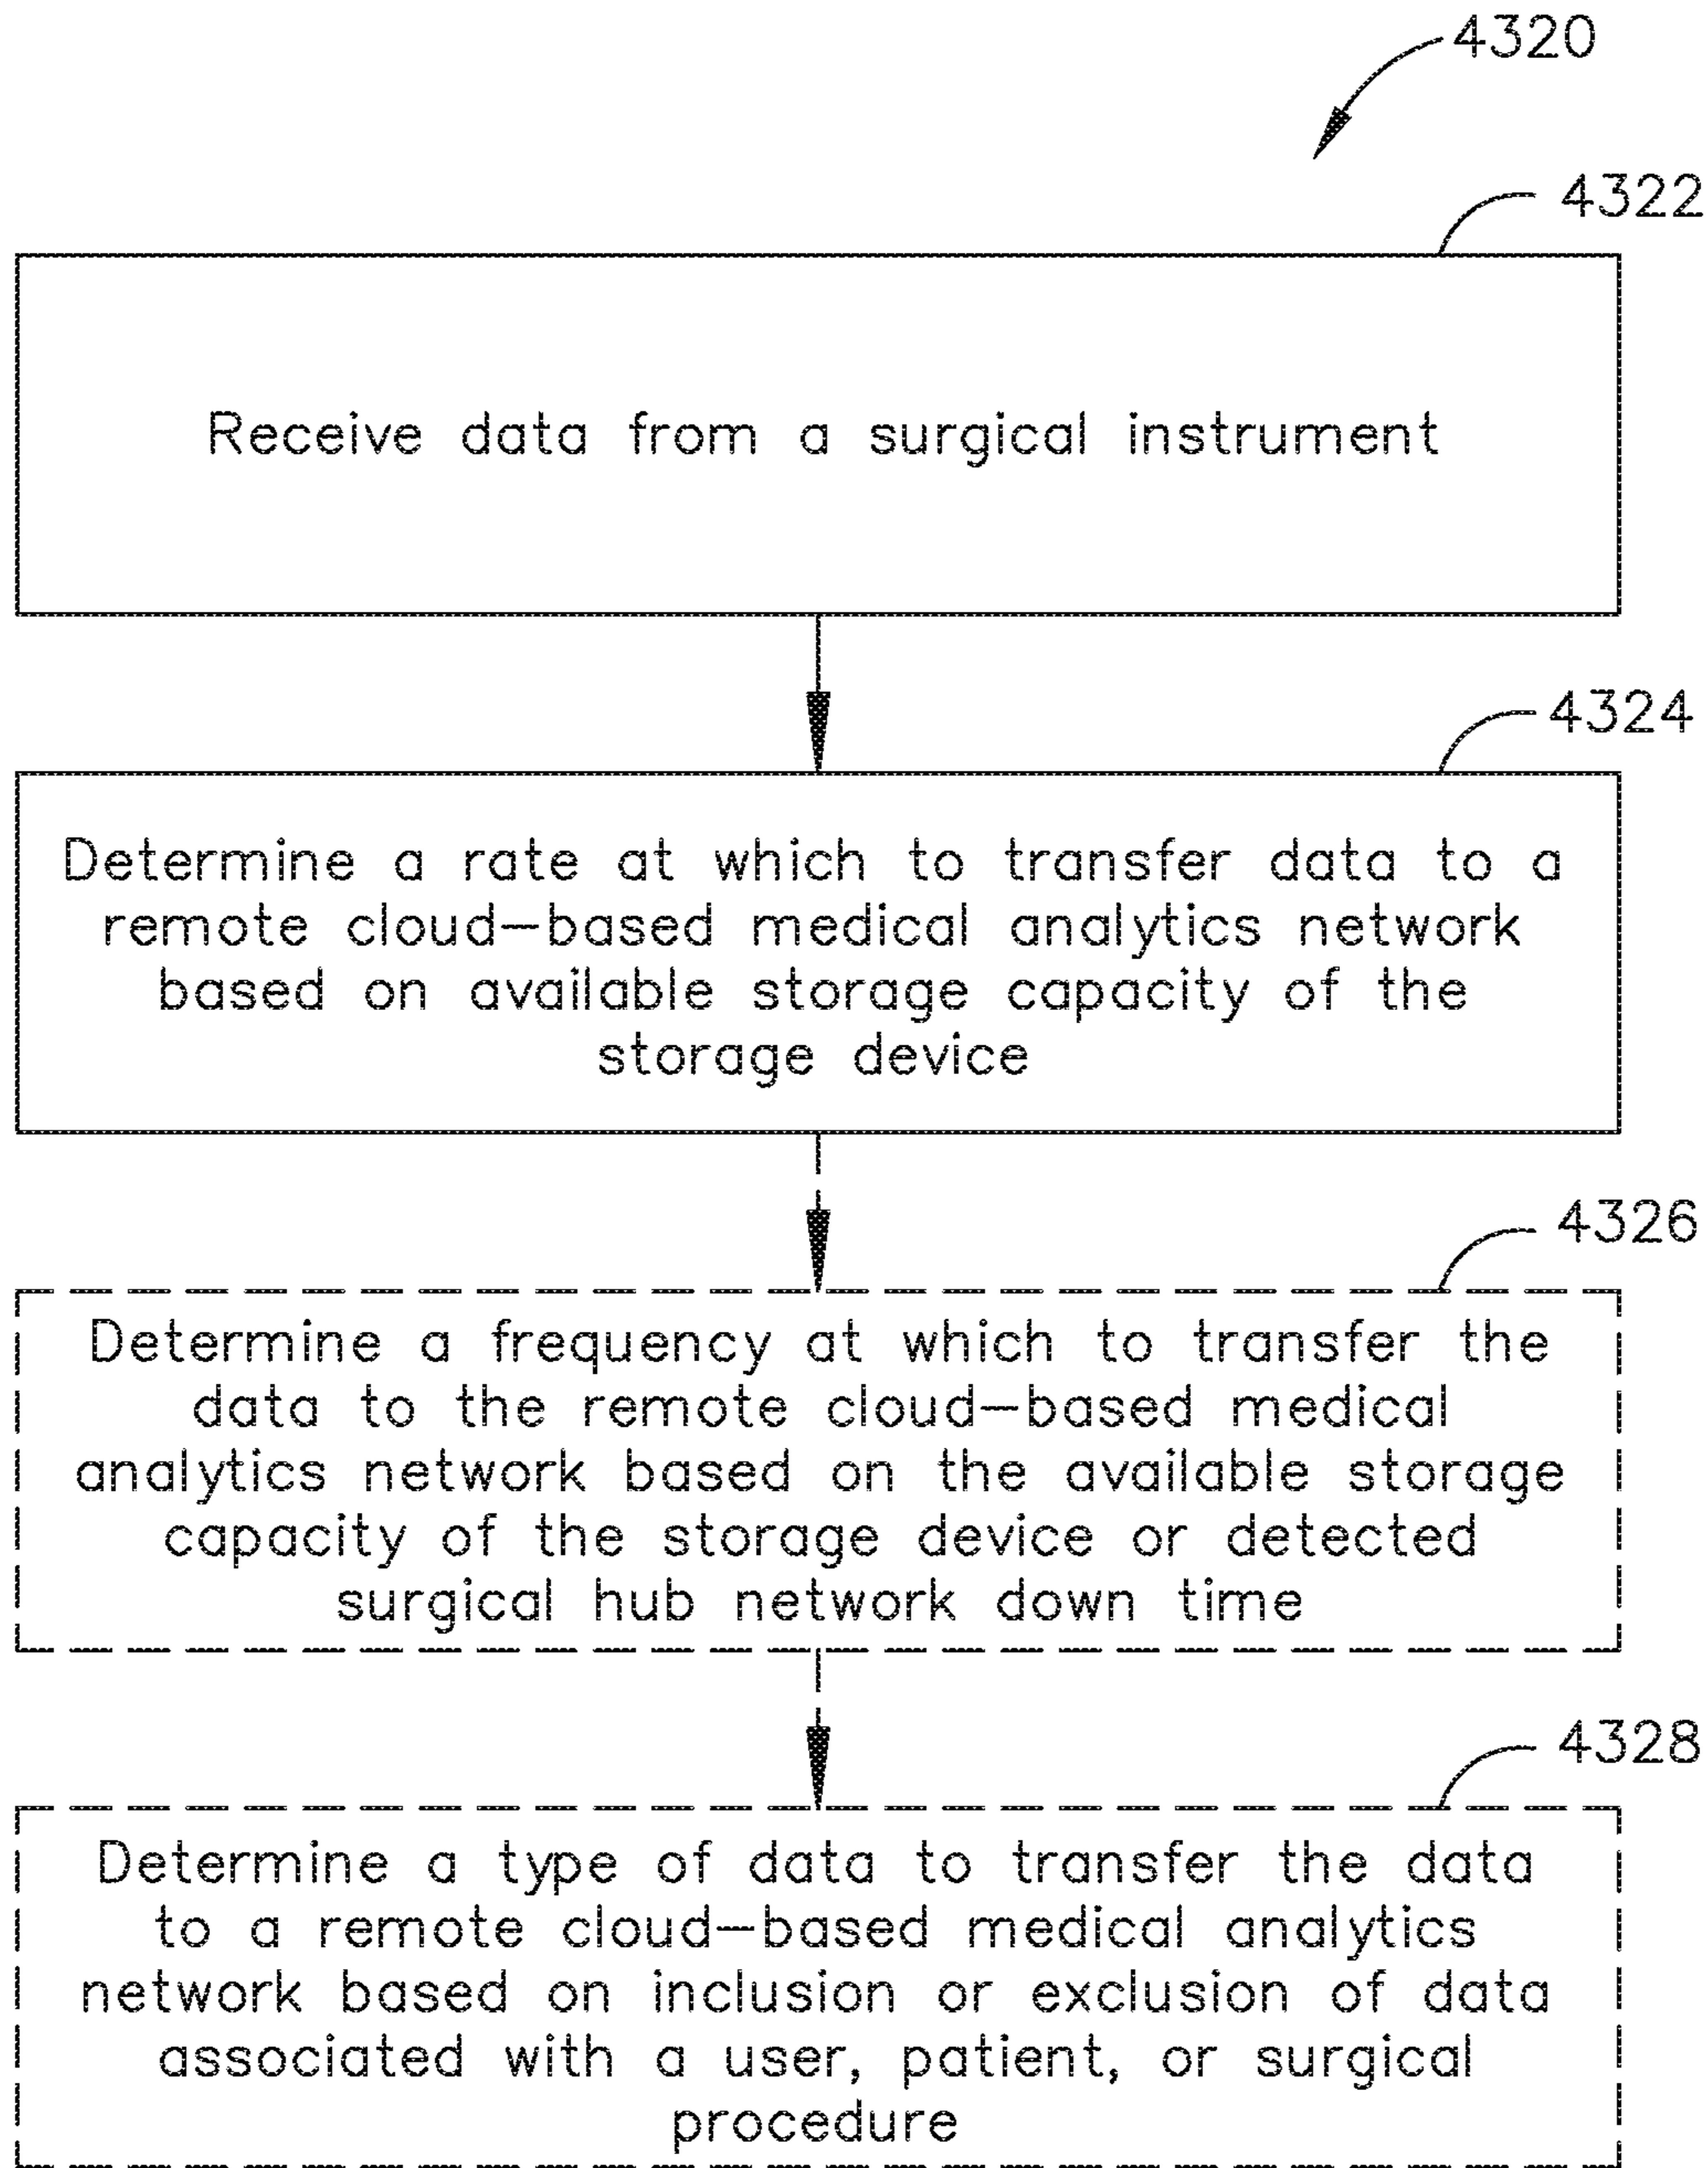 4320
4322
Receive data from a surgical instrument
4324
Determine a rate at which to transfer data to a
remote cloud—based medical analytics network
based on available storage capacity of the
storage device
4326
Determine a frequency at which to transfer the
data to the remote cloud—based medical
analytics network based on the available storage
capacity of the storage device or detected
surgical hub network down time
4328
Determine a type of data to transfer the data
to a remote cloud—based medical analytics
network based on inclusion or exclusion of data
associated with a user, patient, or surgical
procedure